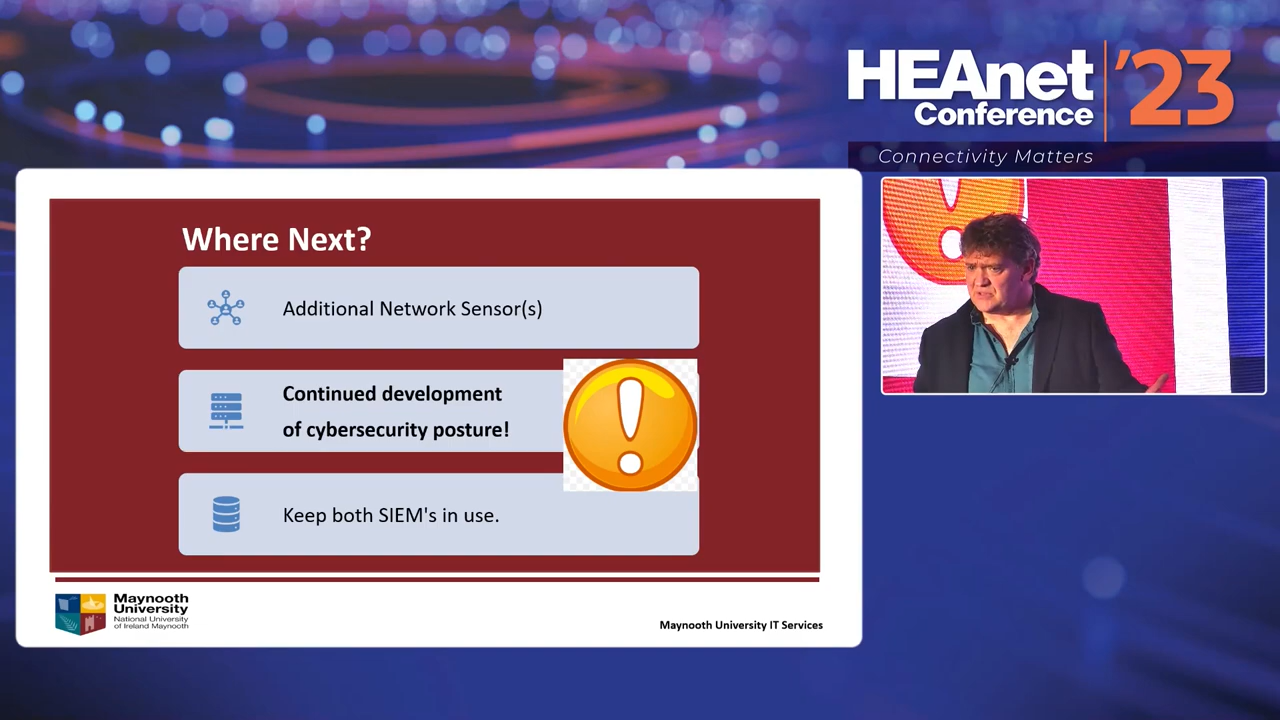 HEAnet
Conference
'23
Connectivity Matters
Where Next?
Additional Network Sensor(s)
Continued development
of cybersecurity posture!
Keep both SIEM's in use.
Maynooth
University
National University
of Ireland Maynooth
Maynooth University IT Services